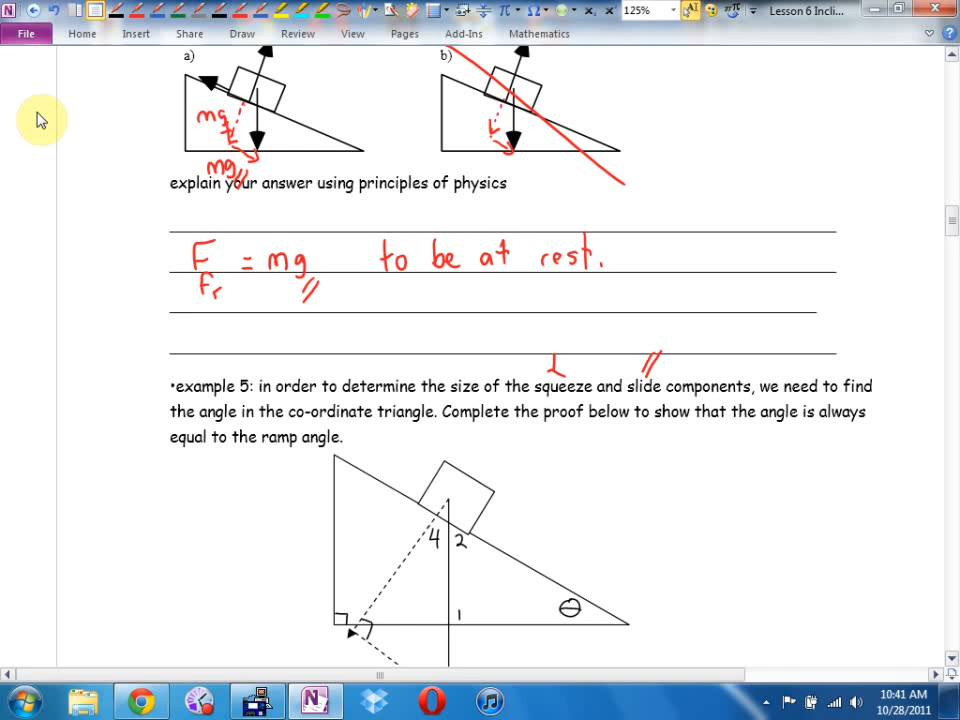 125%
Lesson 6 Incli...
File Home Insert Share Draw Review Pages Add-Ins Mathematics
a) b)
mg
mg
explain your answer using principles of physics
F = mg to be at rest.
Fr
•example 5: in order to determine the size of the squeeze and slide components, we need to find
the angle in the co-ordinate triangle. Complete the proof below to show that the angle is always
equal to the ramp angle.
4 2
1 θ
10:41 AM
10/28/2011